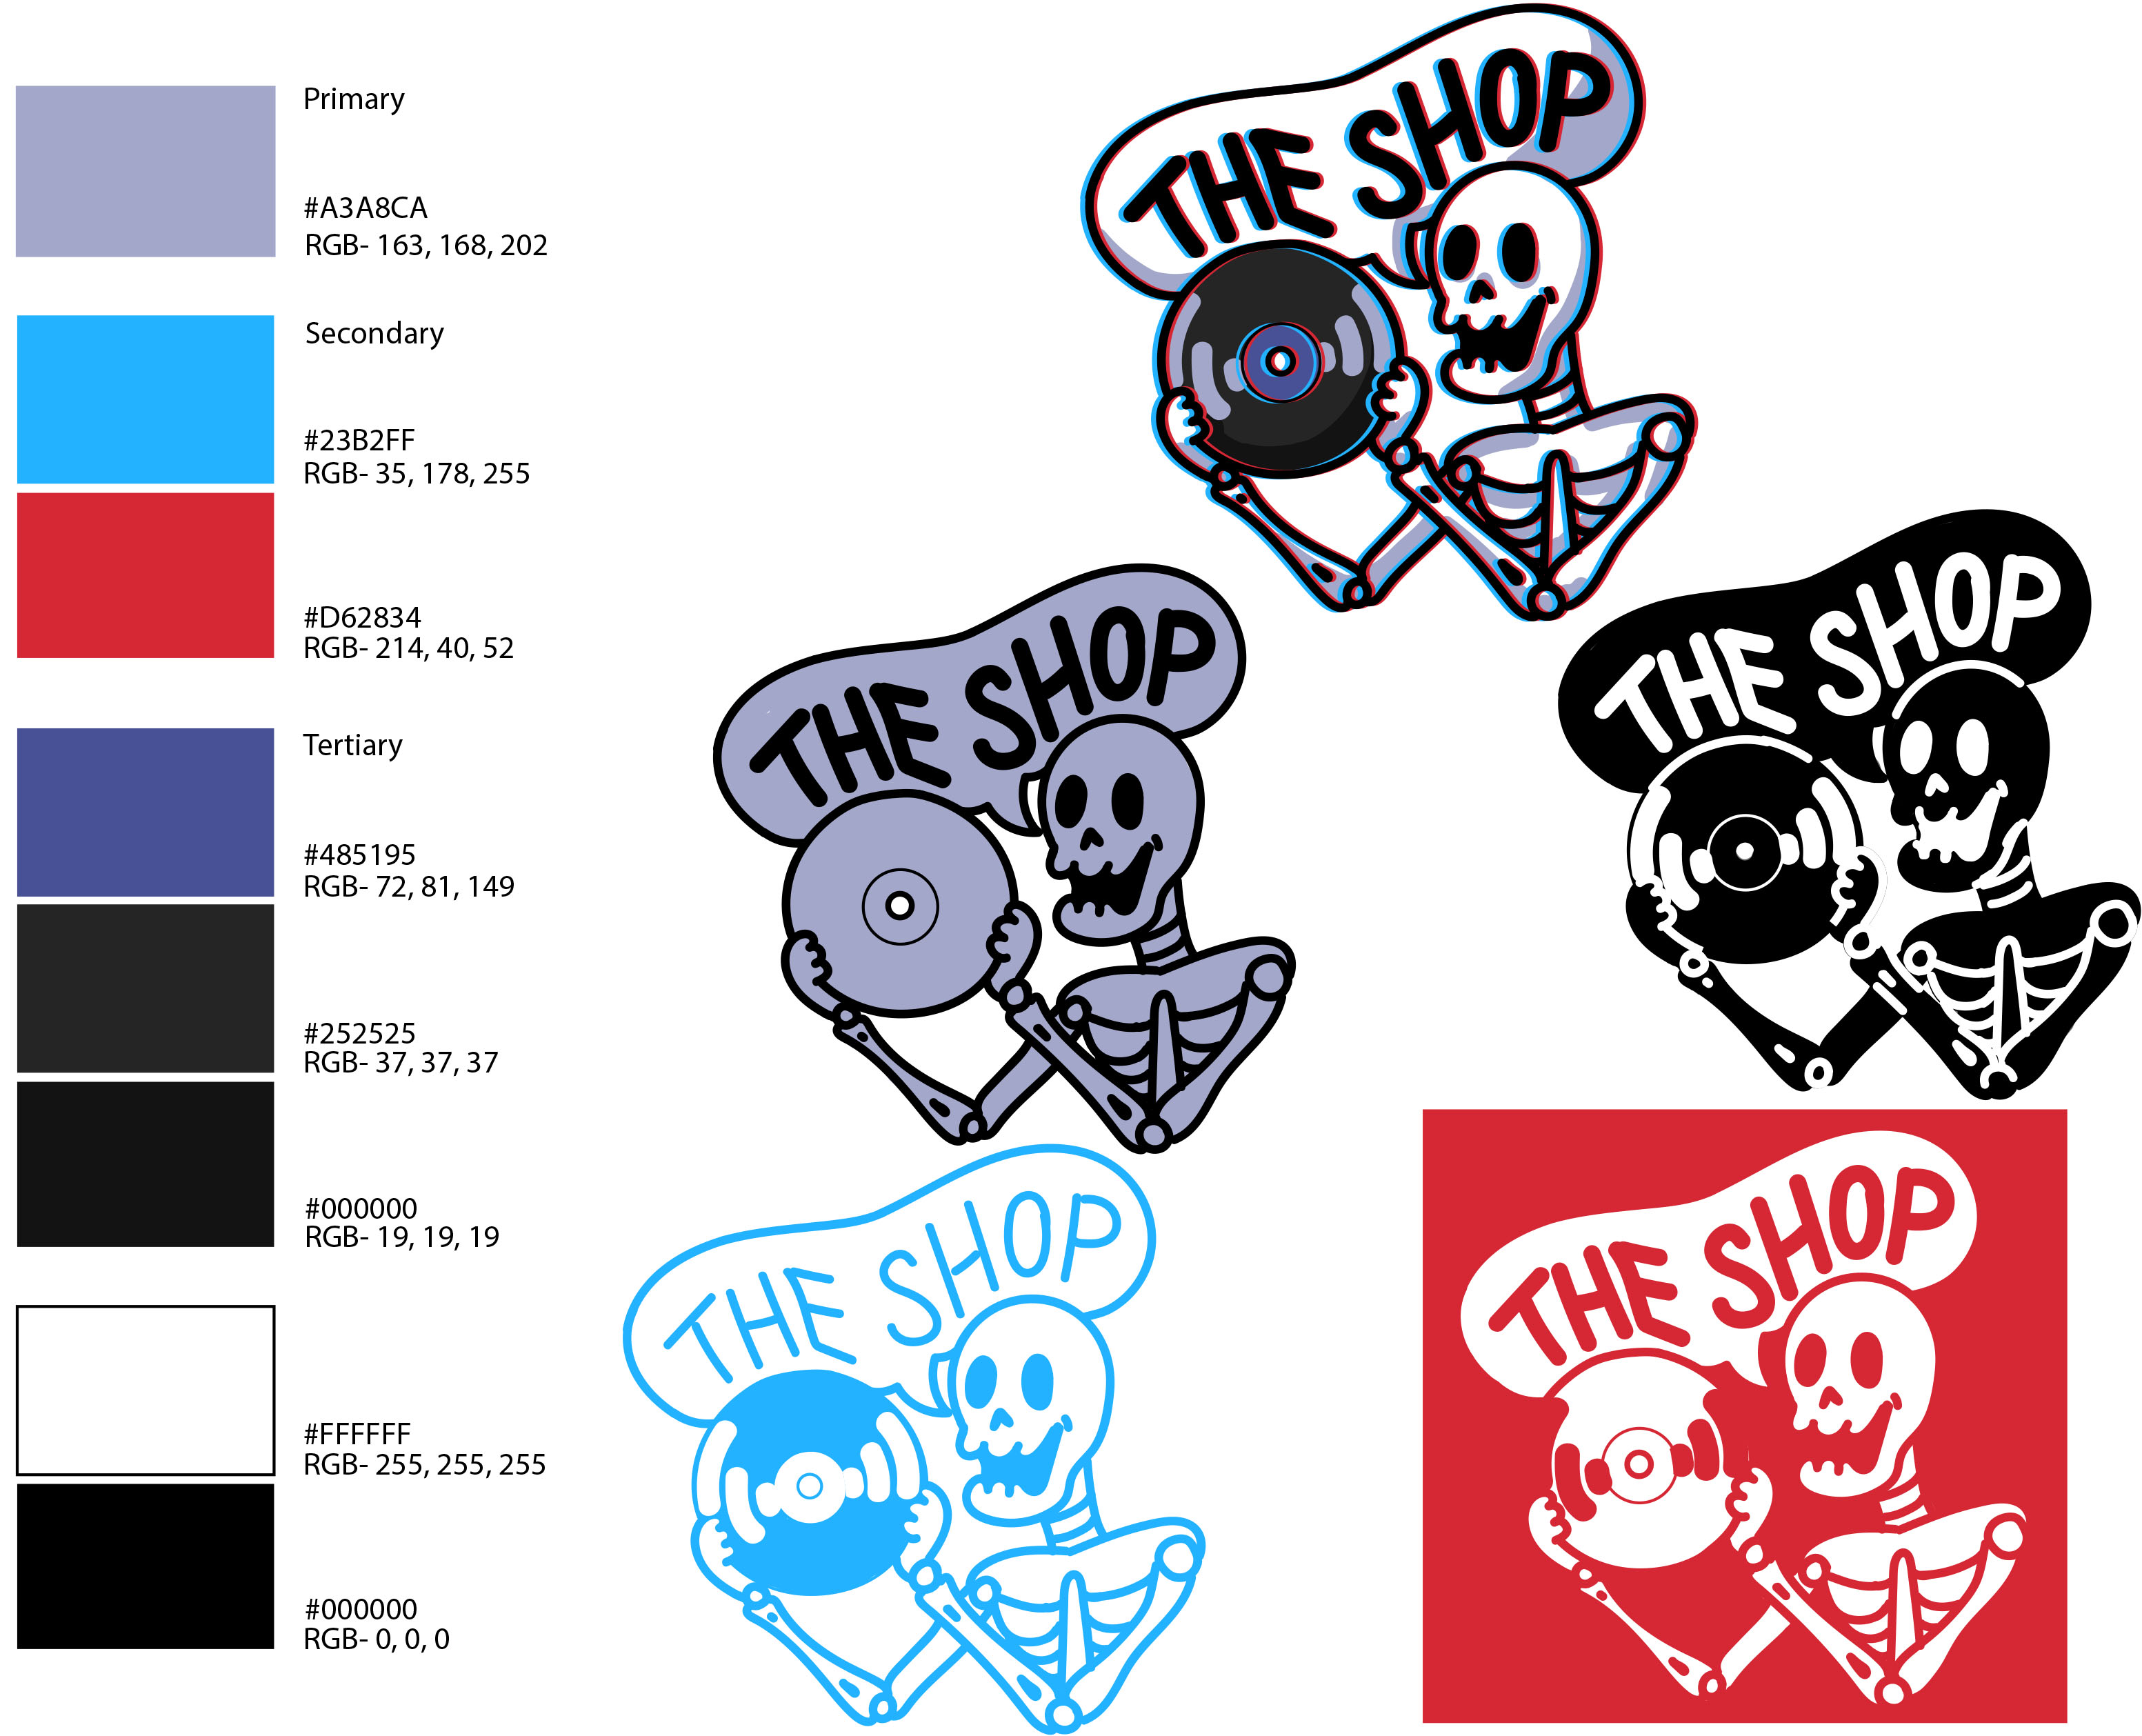 Primary
#A3A8CA
RGB- 163, 168, 202
Secondary
#23B2FF
RGB- 35, 178, 255
#D62834
RGB- 214, 40, 52
Tertiary
#485195
RGB- 72, 81, 149
#252525
RGB- 37, 37, 37
#000000
RGB- 19, 19, 19
#FFFFFF
RGB- 255, 255, 255
#000000
RGB- 0, 0, 0
THE SHOP
THE SHOP
THE SHOP
THE SHOP
THE SHOP